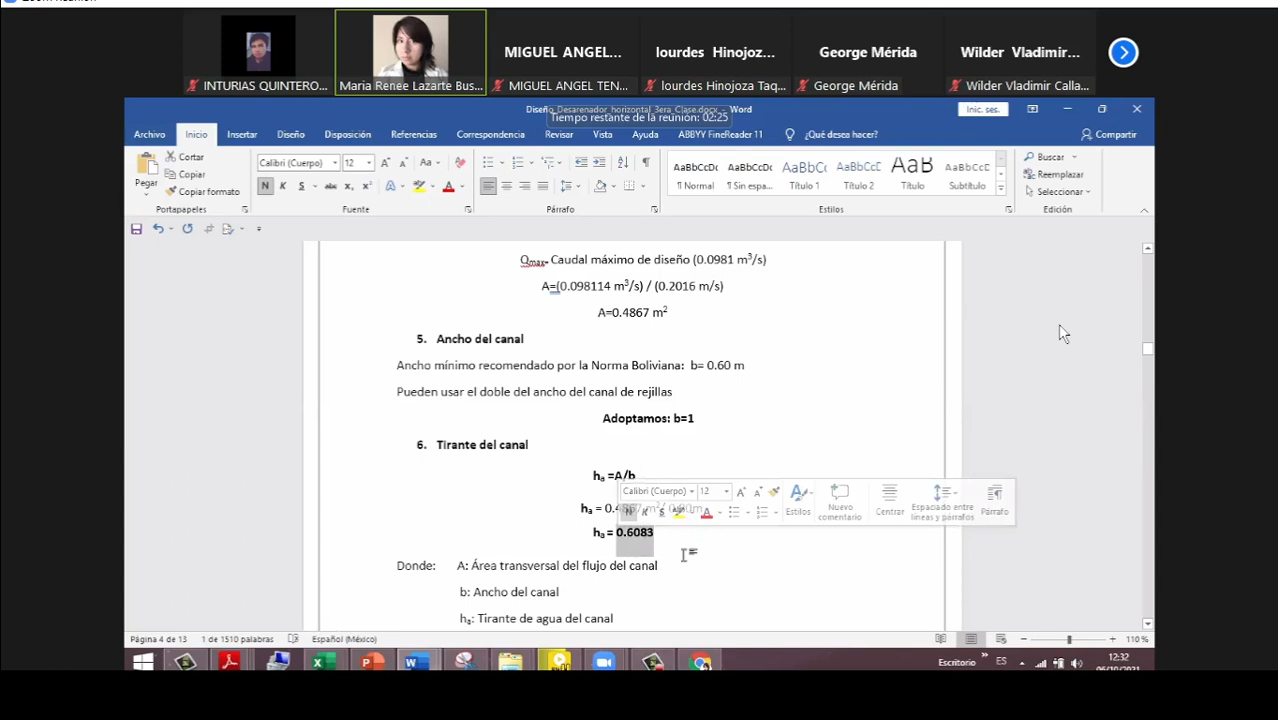 MIGUEL ANGEL...
lourdes Hinojoz...
George Mérida
Wilder Vladimir...
INTURIAS QUINTERO...
Maria Renee Lazarte Bus...
MIGUEL ANGEL TEN...
lourdes Hinojoza Taq...
George Mérida
Wilder Vladimir Calla...
Diseño_Desarenador_horizontal_3era_Clase.docx - Word
Inic. ses.
Tiempo restante de la reunión: 02:25
Archivo Inicio Insertar Diseño Disposición Referencias Correspondencia Revisar Vista Ayuda ABBYY FineReader 11 ¿Qué desea hacer? Compartir
Pegar
Cortar
Copiar
Copiar formato
Calibri (Cuerpo) 12
N K S abc x₂ x²
AaBbCcDc AaBbCcDc AaBbCc AaBbCcD AaB AaBbCcD
¶ Normal ¶ Sin espa... Título 1 Título 2 Título Subtítulo
Buscar
Reemplazar
Seleccionar
Portapapeles Fuente Párrafo Estilos Edición
Qmax- Caudal máximo de diseño (0.0981 m³/s)
A=(0.098114 m³/s) / (0.2016 m/s)
A=0.4867 m²
5. Ancho del canal
Ancho mínimo recomendado por la Norma Boliviana: b= 0.60 m
Pueden usar el doble del ancho del canal de rejillas
Adoptamos: b=1
6. Tirante del canal
hₐ =A/b
Calibri (Cuerpo) 12
N K S
Estilos
Nuevo comentario
Centrar
Espaciado entre líneas y párrafos
Párrafo
hₐ =
hₐ = 0.6083
Donde: A: Área transversal del flujo del canal
b: Ancho del canal
hₐ: Tirante de agua del canal
Página 4 de 13 1 de 1510 palabras Español (México) 110 %
Escritorio ES 12:32